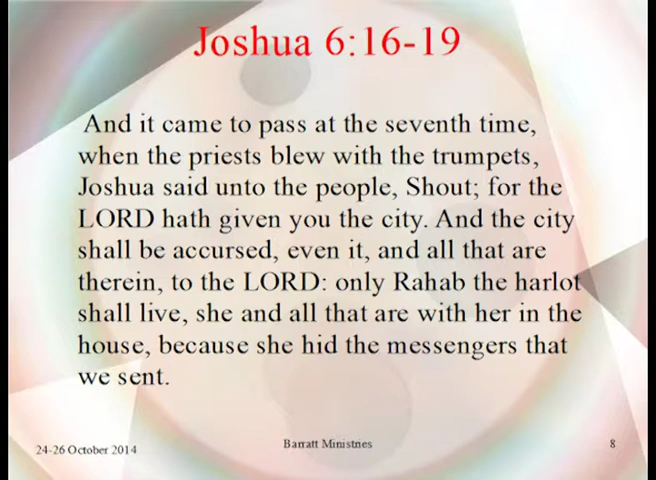 Joshua 6:16-19
And it came to pass at the seventh time,
when the priests blew with the trumpets,
Joshua said unto the people, Shout; for the
LORD hath given you the city. And the city
shall be accursed, even it, and all that are
therein, to the LORD: only Rahab the harlot
shall live, she and all that are with her in the
house, because she hid the messengers that
we sent.
24-26 October 2014
Barratt Ministries
8